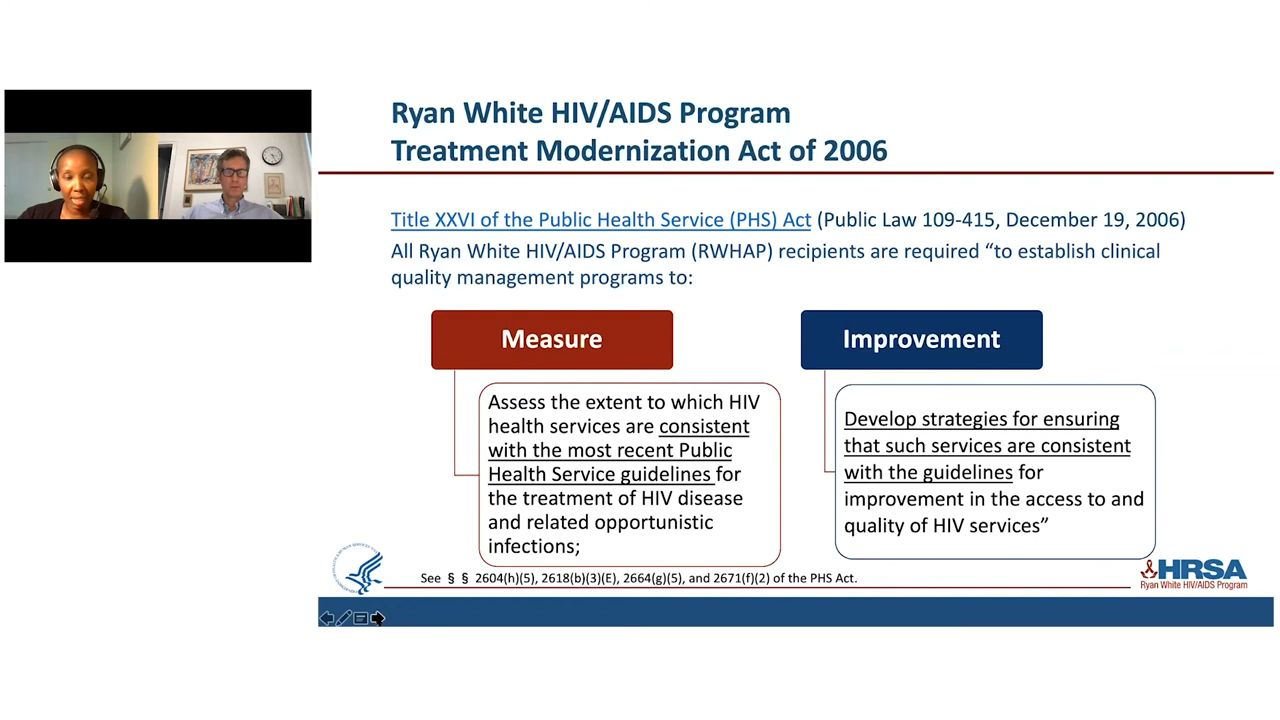 Ryan White HIV/AIDS Program
Treatment Modernization Act of 2006
Title XXVI of the Public Health Service (PHS) Act (Public Law 109-415, December 19, 2006)
All Ryan White HIV/AIDS Program (RWHAP) recipients are required “to establish clinical
quality management programs to:
Measure
Assess the extent to which HIV
health services are consistent
with the most recent Public
Health Service guidelines for
the treatment of HIV disease
and related opportunistic
infections;
Improvement
Develop strategies for ensuring
that such services are consistent
with the guidelines for
improvement in the access to and
quality of HIV services”
See § § 2604(h)(5), 2618(b)(3)(E), 2664(g)(5), and 2671(f)(2) of the PHS Act.
HRSA
Ryan White HIV/AIDS Program